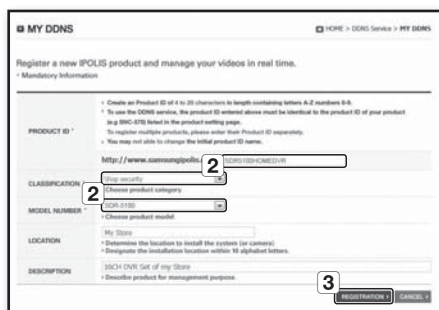 MY DDNS
HOME > DDNS Service > MY DDNS
Register a new IPOLIS product and manage your videos in real time.
* Mandatory Information
PRODUCT ID *
› Create an Product ID of 4 to 20 characters in length containing letters A-Z numbers 0-9.
* To use the DDNS service, the product ID entered above must be identical to the product ID of your product
(e.g SNC-570) listed in the product setting page.
To register multiple products, please enter their Product ID separately.
› You may not able to change the initial product ID name.
http://www.samsungipolis. SDR5100HOMEDVR
2
CLASSIFICATION *
Shop security
› Choose product category
2
MODEL NUMBER *
SDR-5100
› Choose product model
LOCATION
My Store
› Determine the location to install the system (or camera)
› Designate the installation location within 10 alphabet letters.
DESCRIPTION
16CH DVR Set of my Store
› Describe product for management purpose.
3
REGISTRATION ›
CANCEL ›